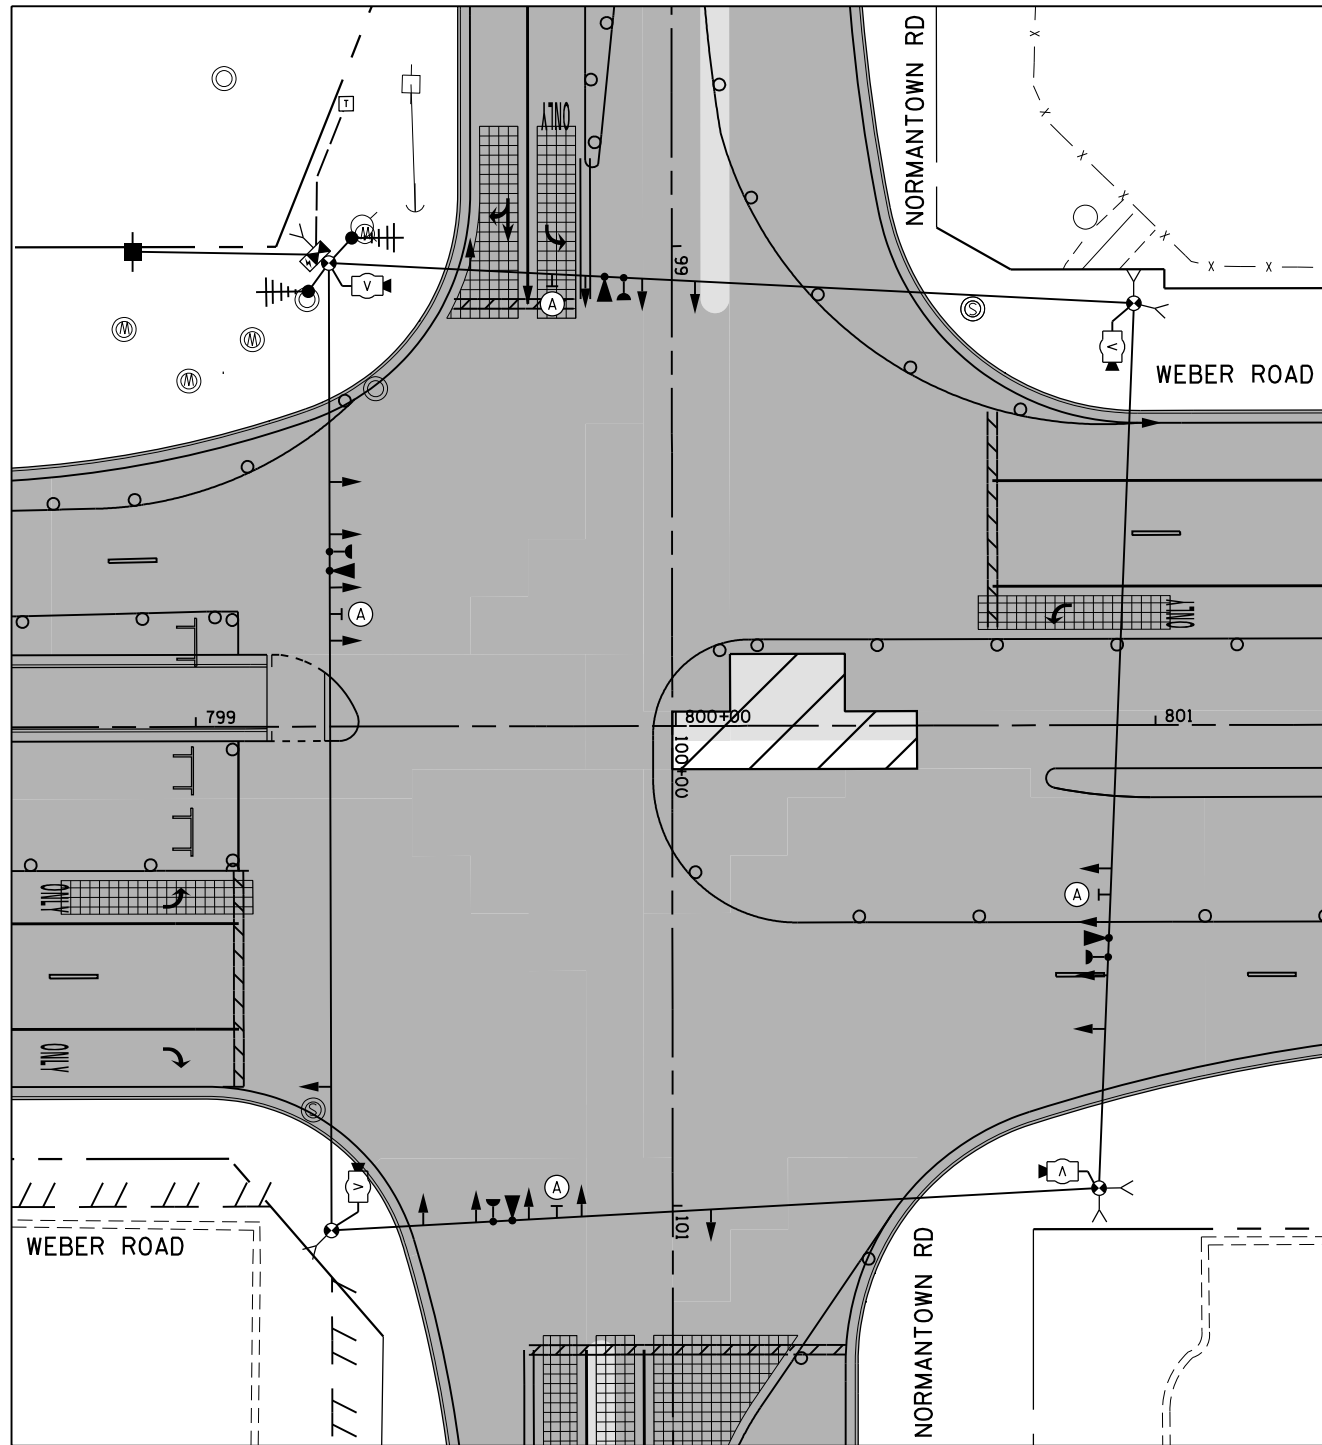 NORMANTOWN RD
ONLY
T
M
V
99
A
S
V
WEBER ROAD
M
M
M
A
ONLY
799
800+00
801
100+00
ONLY
A
ONLY
S
V
A
V
101
WEBER ROAD
NORMANTOWN RD